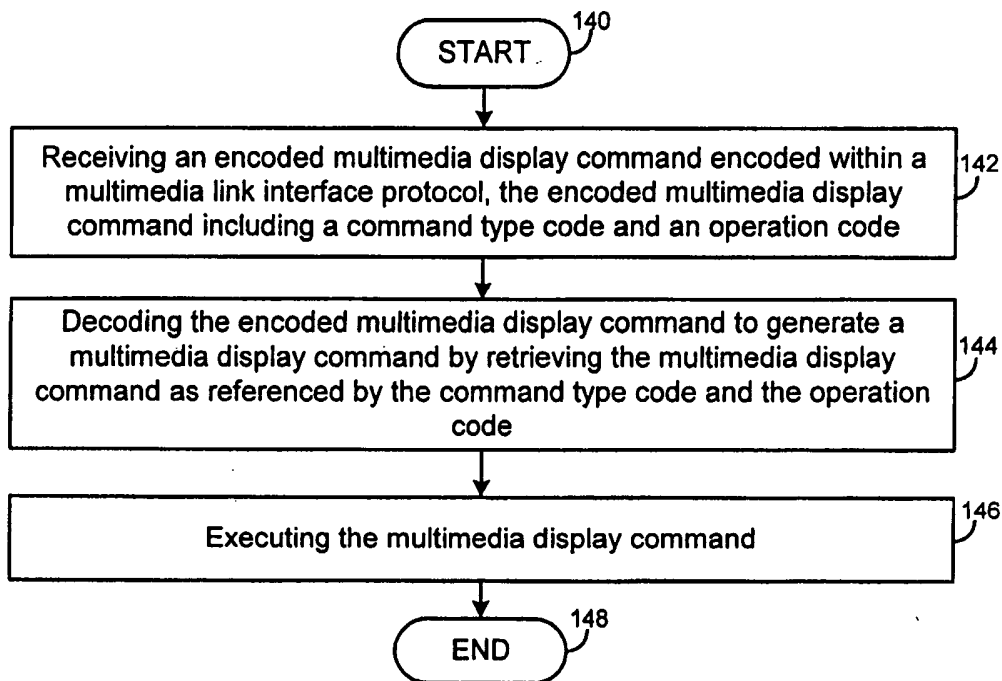 140
START
Receiving an encoded multimedia display command encoded within a
multimedia link interface protocol, the encoded multimedia display
command including a command type code and an operation code
142
Decoding the encoded multimedia display command to generate a
multimedia display command by retrieving the multimedia display
command as referenced by the command type code and the operation
code
144
Executing the multimedia display command
146
END
148